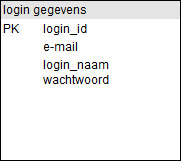 login gegevens
PK login_id
e-mail
login_naam
wachtwoord